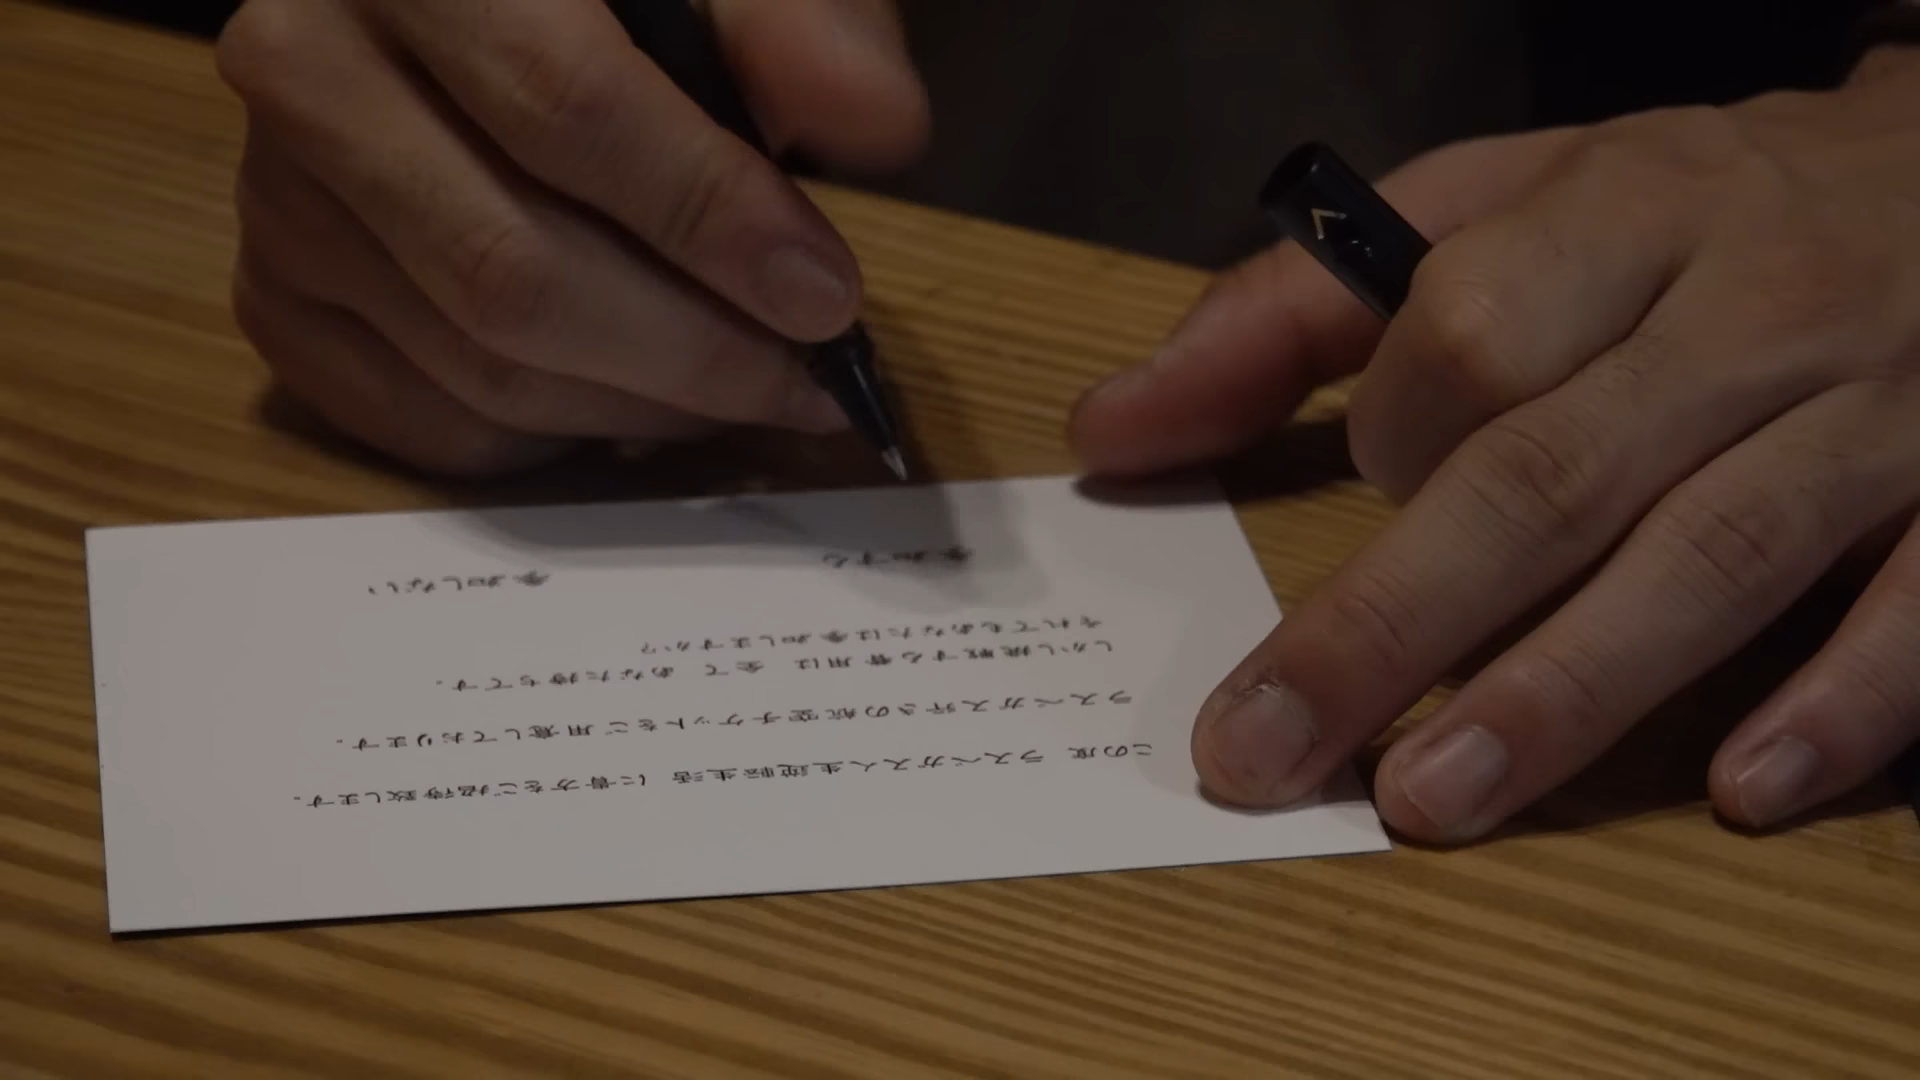 この度 ラスベガス人生逆転生活 に貴方をご招待致します。
ラスベガス行きの航空チケットをご用意しております。
しかし挑戦する費用は 全て あなた持ちです。
それでもあなたは参加しますか？
参加する 参加しない